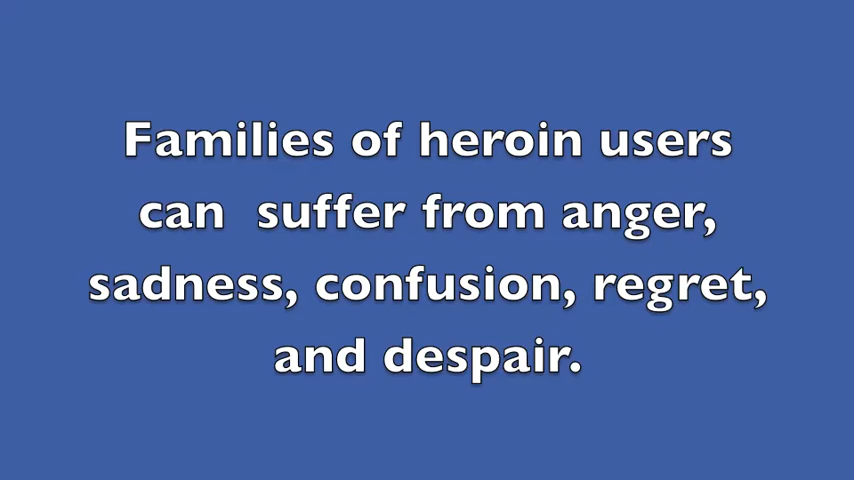 Families of heroin users
can  suffer from anger,
sadness, confusion, regret,
and despair.